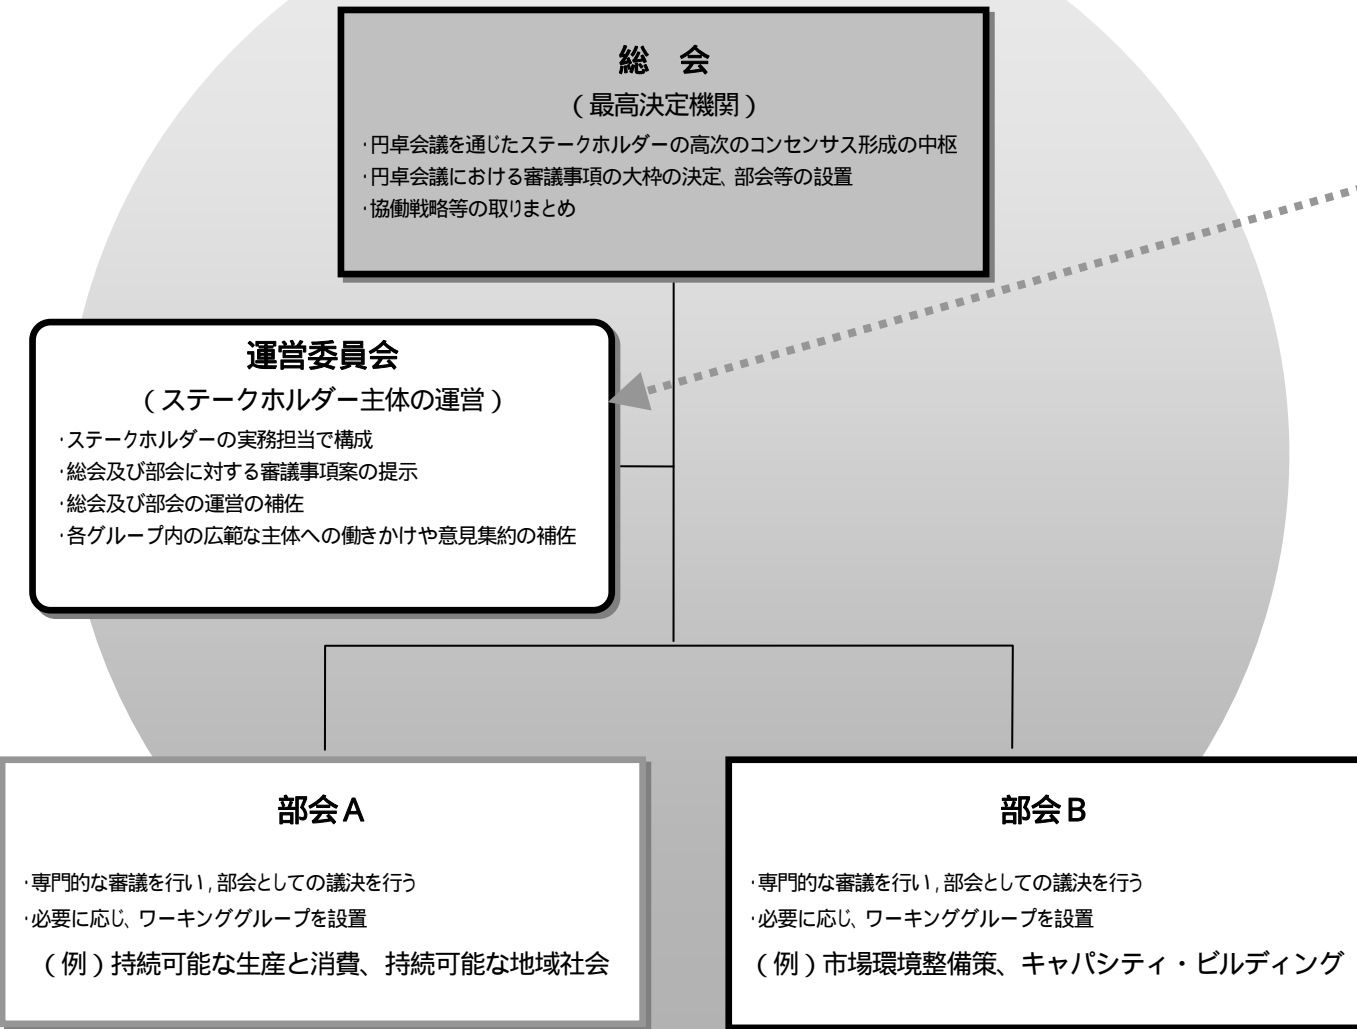 総　会
（最高決定機関）
・円卓会議を通じたステークホルダーの高次のコンセンサス形成の中枢
・円卓会議における審議事項の大枠の決定、部会等の設置
・協働戦略等の取りまとめ
運営委員会
（ステークホルダー主体の運営）
・ステークホルダーの実務担当で構成
・総会及び部会に対する審議事項案の提示
・総会及び部会の運営の補佐
・各グループ内の広範な主体への働きかけや意見集約の補佐
部会Ａ
・専門的な審議を行い，部会としての議決を行う
・必要に応じ、ワーキンググループを設置
（例）持続可能な生産と消費、持続可能な地域社会
部会Ｂ
・専門的な審議を行い，部会としての議決を行う
・必要に応じ、ワーキンググループを設置
（例）市場環境整備策、キャパシティ・ビルディング